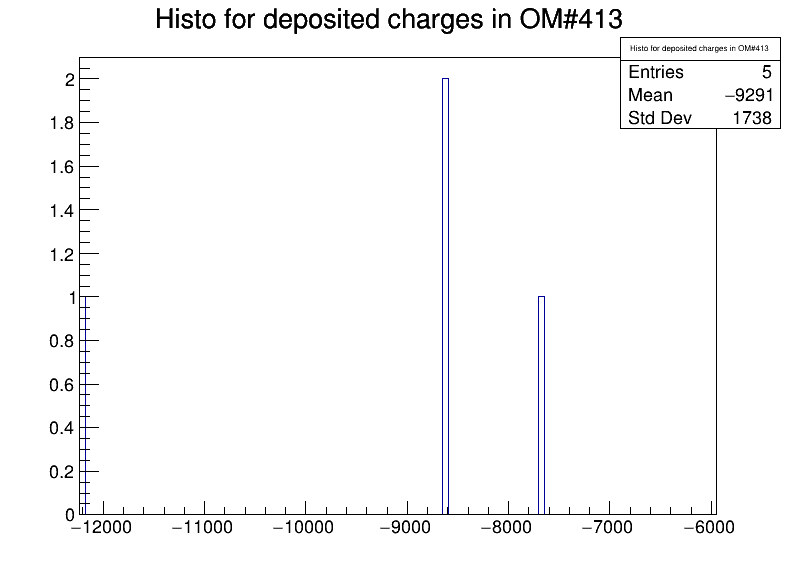 Histo for deposited charges in OM#413
Histo for deposited charges in OM#413
Entries 5
Mean −9291
Std Dev 1738
2
1.8
1.6
1.4
1.2
1
0.8
0.6
0.4
0.2
0
−12000 −11000 −10000 −9000 −8000 −7000 −6000